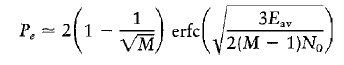 P_e ≃ 2(1 − 1/√M) erfc(√(3E_av/(2(M − 1)N_0)))